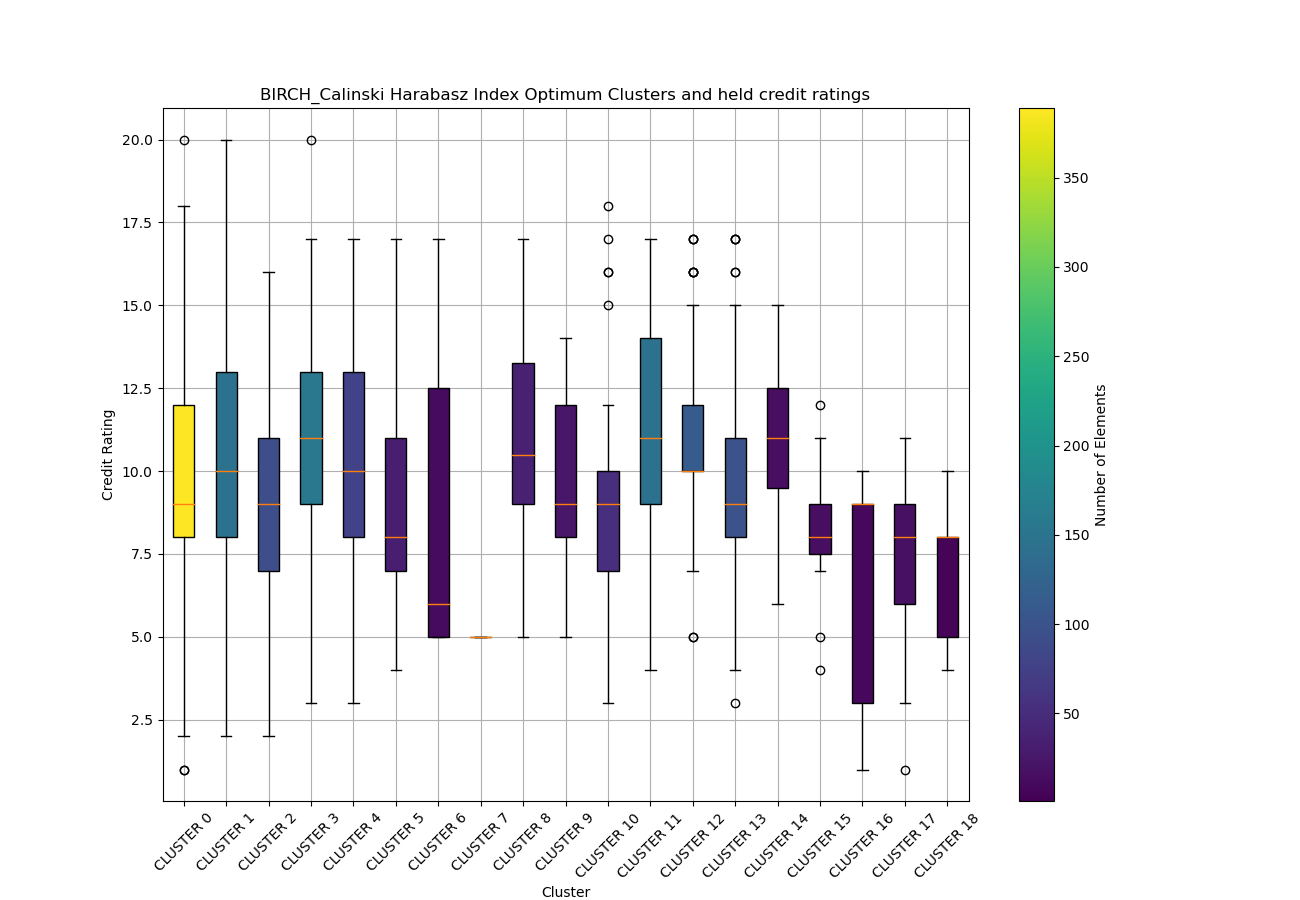 BIRCH_Calinski Harabasz Index Optimum Clusters and held credit ratings
20.0
17.5
15.0
12.5
10.0
7.5
5.0
2.5
Credit Rating
CLUSTER 0
CLUSTER 1
CLUSTER 2
CLUSTER 3
CLUSTER 4
CLUSTER 5
CLUSTER 6
CLUSTER 7
CLUSTER 8
CLUSTER 9
CLUSTER 10
CLUSTER 11
CLUSTER 12
CLUSTER 13
CLUSTER 14
CLUSTER 15
CLUSTER 16
CLUSTER 17
CLUSTER 18
Cluster
350
300
250
200
150
100
50
Number of Elements